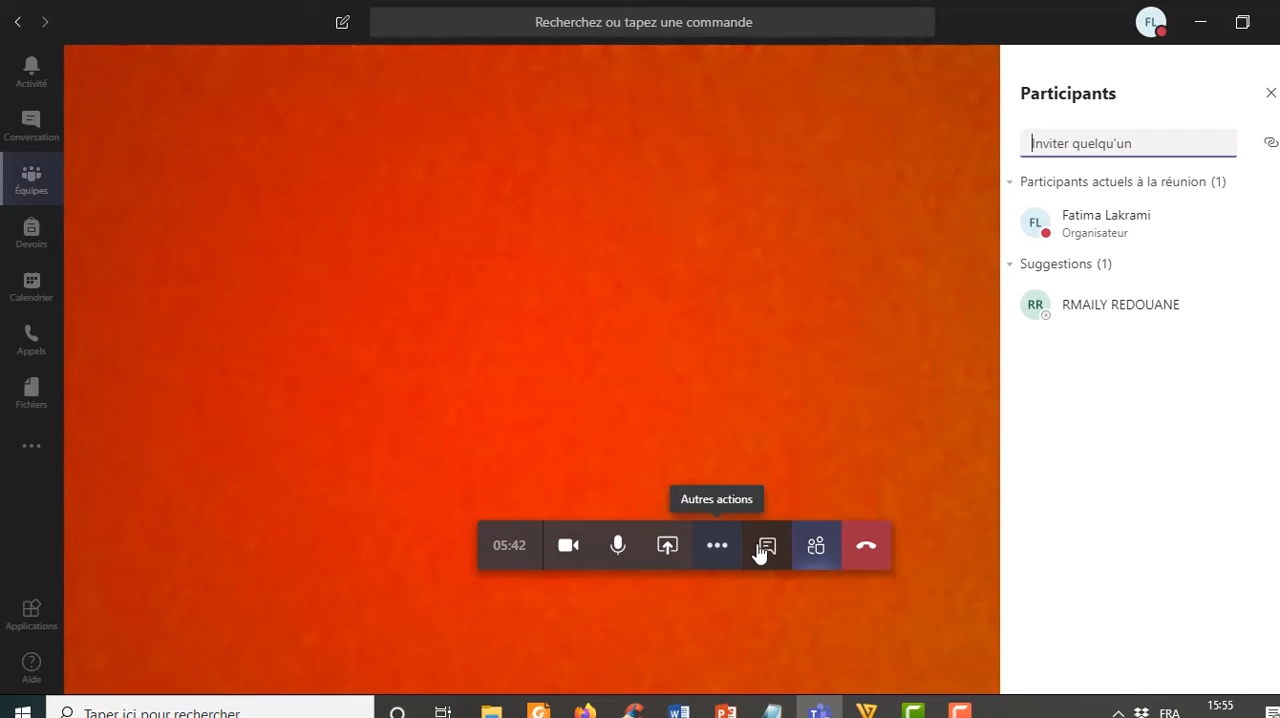 Recherchez ou tapez une commande
FL
Activité
Conversation
Équipes
Devoirs
Calendrier
Appels
Fichiers
Applications
Aide
Participants
Inviter quelqu'un
Participants actuels à la réunion (1)
FL
Fatima Lakrami
Organisateur
Suggestions (1)
RR
RMAILY REDOUANE
Autres actions
05:42
Taper ici pour rechercher
FRA
15:55